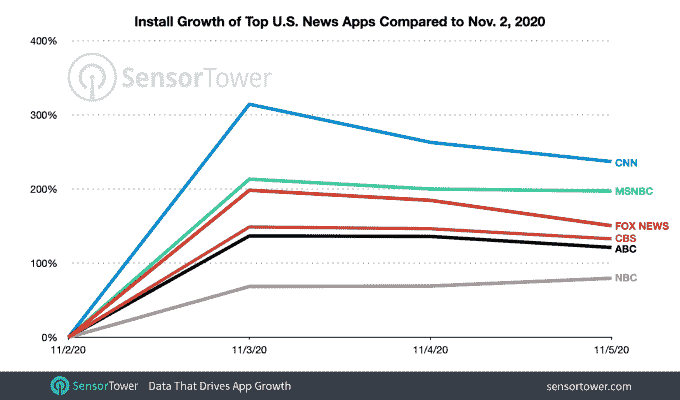 Install Growth of Top U.S. News Apps Compared to Nov. 2, 2020
400%
SensorTower
300%
CNN
200%
MSNBC
FOX NEWS
CBS
ABC
100%
NBC
0%
11/2/20 11/3/20 11/4/20 11/5/20
SensorTower Data That Drives App Growth sensortower.com